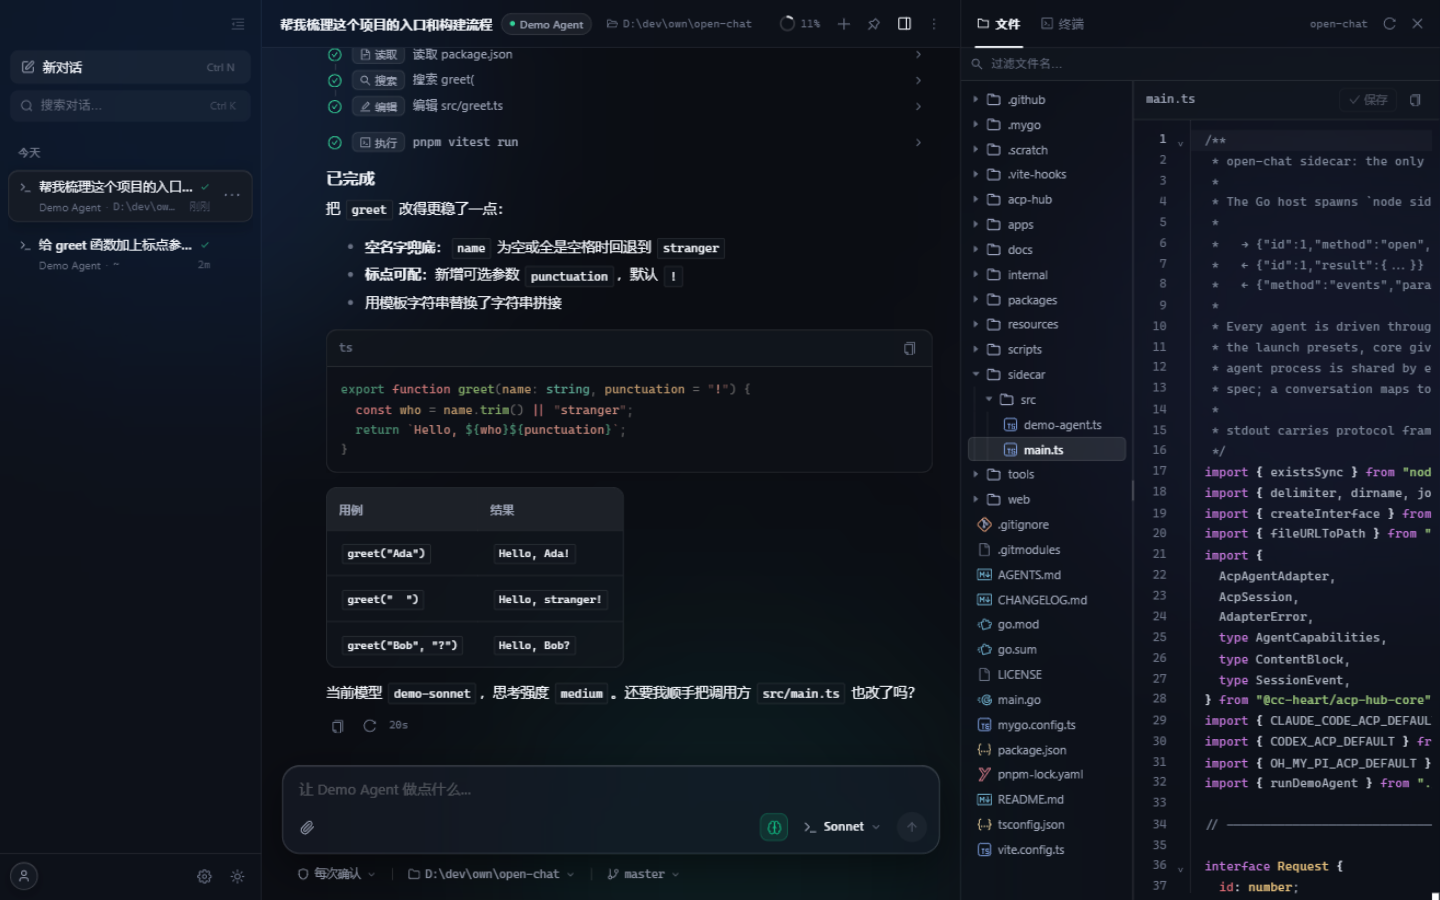 新对话
Ctrl N
搜索对话...
Ctrl K
今天
帮我梳理这个项目的入口...
Demo Agent · D:\dev\ow... 刚刚
给 greet 函数加上标点参...
Demo Agent · ~ 2m
帮我梳理这个项目的入口和构建流程
Demo Agent
D:\dev\own\open-chat
11%
读取 读取 package.json
搜索 搜索 greet(
编辑 编辑 src/greet.ts
执行 pnpm vitest run
已完成
把 greet 改得更稳了一点：
空名字兜底： name 为空或全是空格时回退到 stranger
标点可配：新增可选参数 punctuation ，默认 !
用模板字符串替换了字符串拼接
ts
export function greet(name: string, punctuation = "!") {
const who = name.trim() || "stranger";
return `Hello, ${who}${punctuation}`;
}
用例 结果
greet("Ada") Hello, Ada!
greet("  ") Hello, stranger!
greet("Bob", "?") Hello, Bob?
当前模型 demo-sonnet ，思考强度 medium 。还要我顺手把调用方 src/main.ts 也改了吗？
20s
让 Demo Agent 做点什么...
Sonnet
每次确认
D:\dev\own\open-chat
master
文件
终端
open-chat
过滤文件名...
.github
.mygo
.scratch
.vite-hooks
acp-hub
apps
docs
internal
packages
resources
scripts
sidecar
src
TS demo-agent.ts
TS main.ts
tools
web
.gitignore
.gitmodules
M↓ AGENTS.md
M↓ CHANGELOG.md
go.mod
go.sum
LICENSE
main.go
TS mygo.config.ts
{..} package.json
pnpm-lock.yaml
M↓ README.md
{..} tsconfig.json
TS vite.config.ts
main.ts
保存
1 /**
2 * open-chat sidecar: the only
3 *
4 * The Go host spawns `node sid
5 *
6 *   → {"id":1,"method":"open",
7 *   ← {"id":1,"result":{...}}
8 *   ← {"method":"events","para
9 *
10 * Every agent is driven throug
11 * the launch presets, core giv
12 * agent process is shared by e
13 * spec; a conversation maps to
14 *
15 * stdout carries protocol fram
16 */
17 import { existsSync } from "nod
18 import { delimiter, dirname, jo
19 import { createInterface } from
20 import { fileURLToPath } from "
21 import {
22 AcpAgentAdapter,
23 AcpSession,
24 AdapterError,
25 type AgentCapabilities,
26 type ContentBlock,
27 type SessionEvent,
28 } from "@cc-heart/acp-hub-core"
29 import { CLAUDE_CODE_ACP_DEFAUL
30 import { CODEX_ACP_DEFAULT } fr
31 import { OH_MY_PI_ACP_DEFAULT }
32 import { runDemoAgent } from ".
33
34 // ──────────────
35
36 interface Request {
37 id: number;